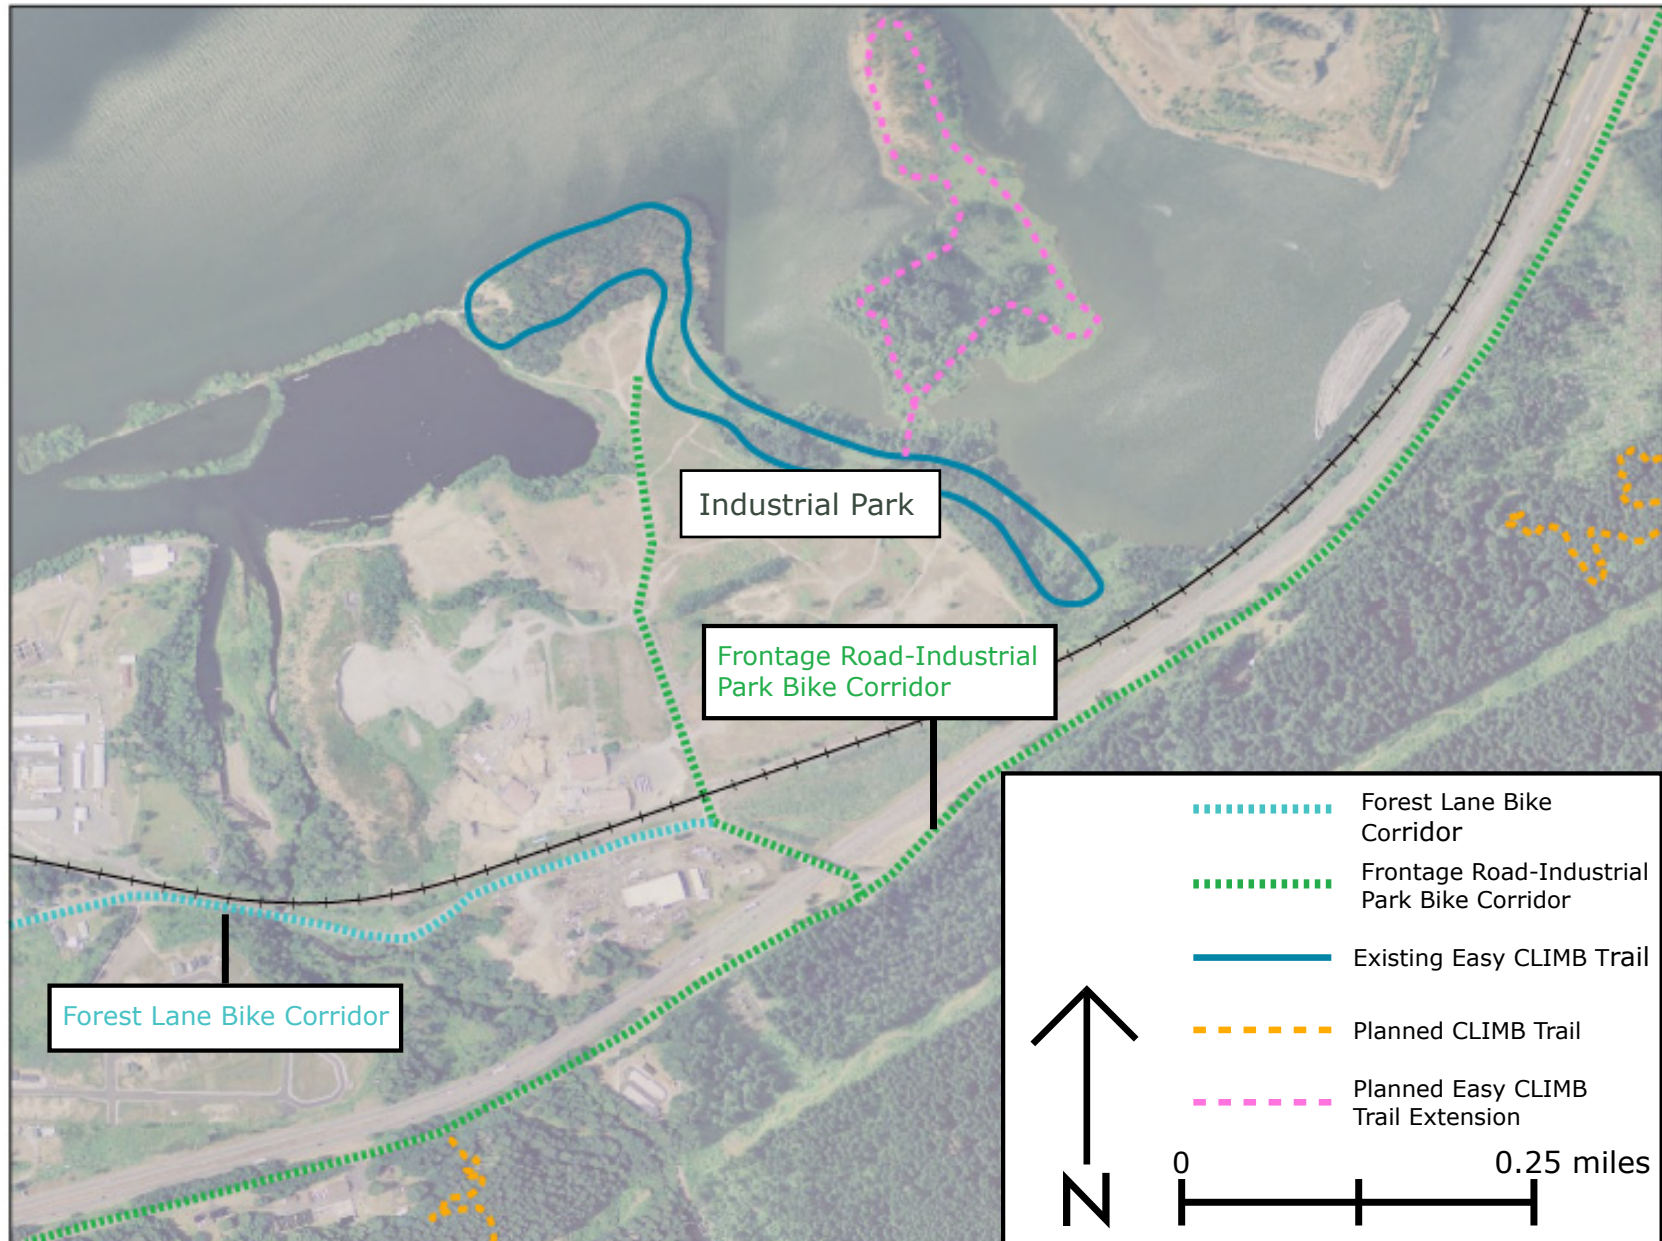 Industrial Park
Frontage Road-Industrial
Park Bike Corridor
Forest Lane Bike Corridor
Forest Lane Bike
Corridor
Frontage Road-Industrial
Park Bike Corridor
Existing Easy CLIMB Trail
Planned CLIMB Trail
Planned Easy CLIMB
Trail Extension
N
0 0.25 miles